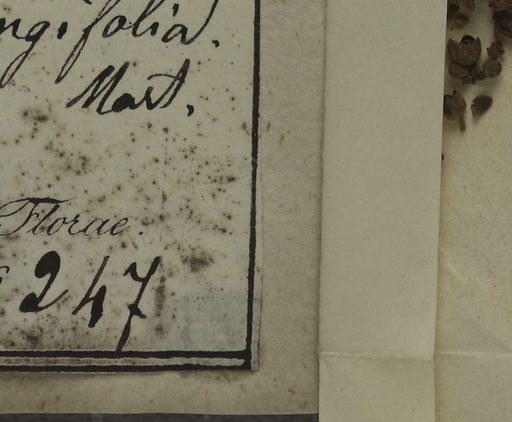 ngifolia.
Mart.
Florae.
247